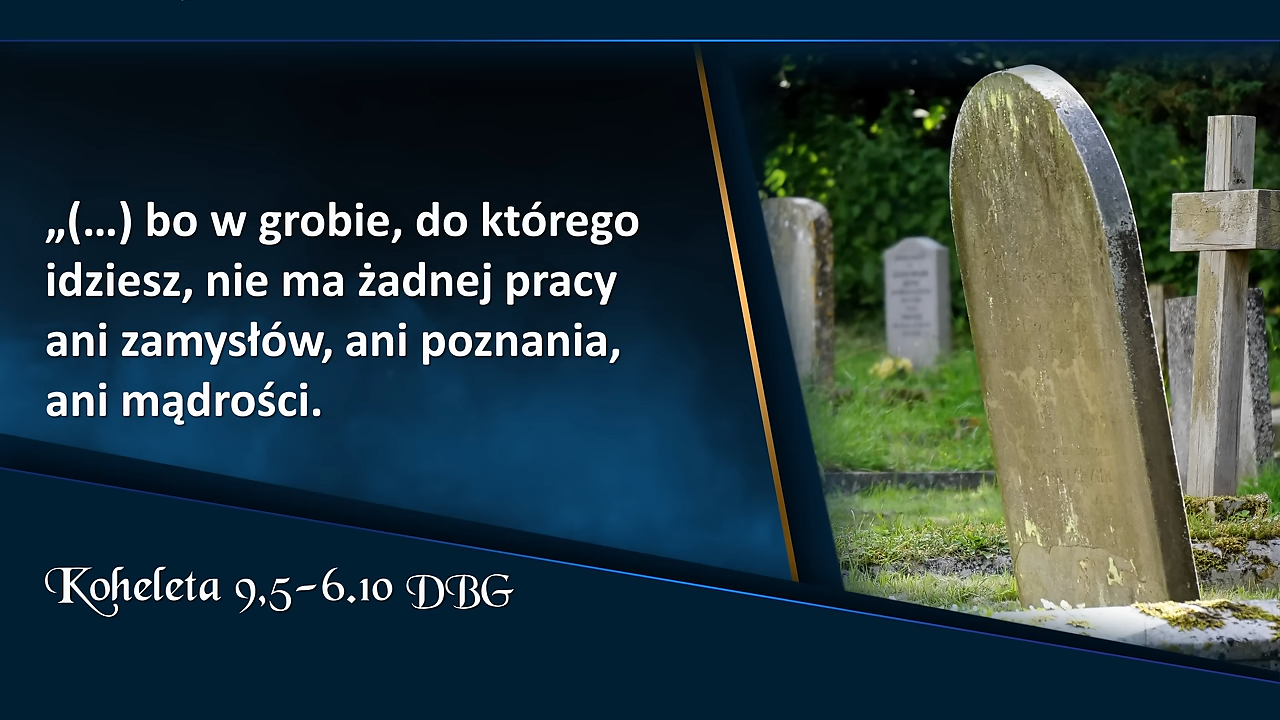 „(...) bo w grobie, do którego
idziesz, nie ma żadnej pracy
ani zamysłów, ani poznania,
ani mądrości.
Koheleta 9,5-6.10 DBG